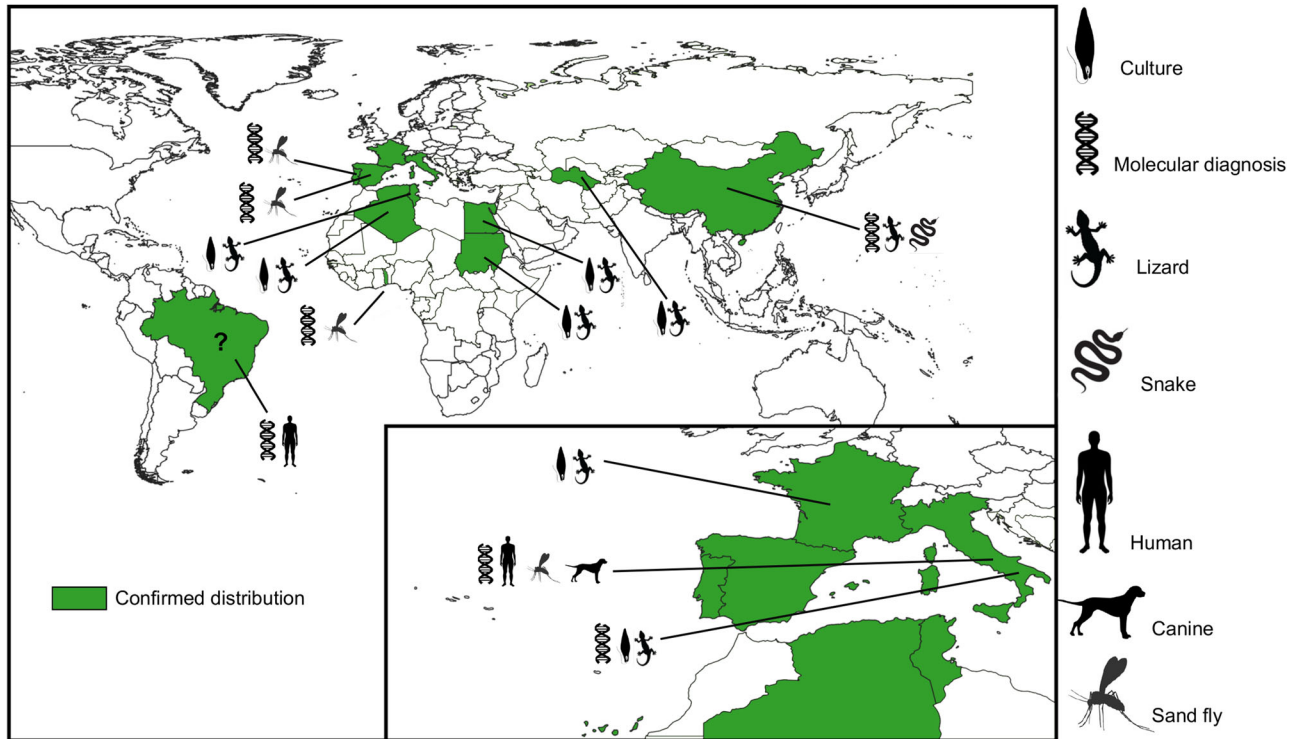 Culture
Molecular diagnosis
Lizard
Snake
?
Human
Confirmed distribution
Canine
Sand fly